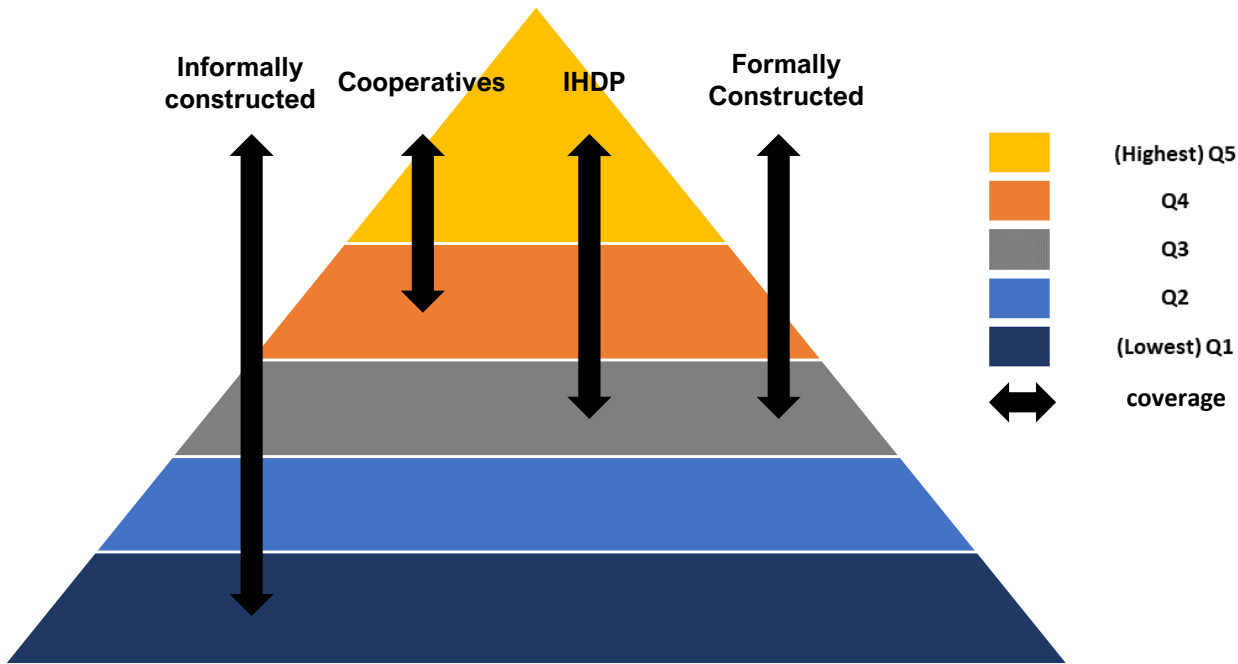 Informally
constructed
Cooperatives
IHDP
Formally
Constructed
(Highest) Q5
Q4
Q3
Q2
(Lowest) Q1
coverage